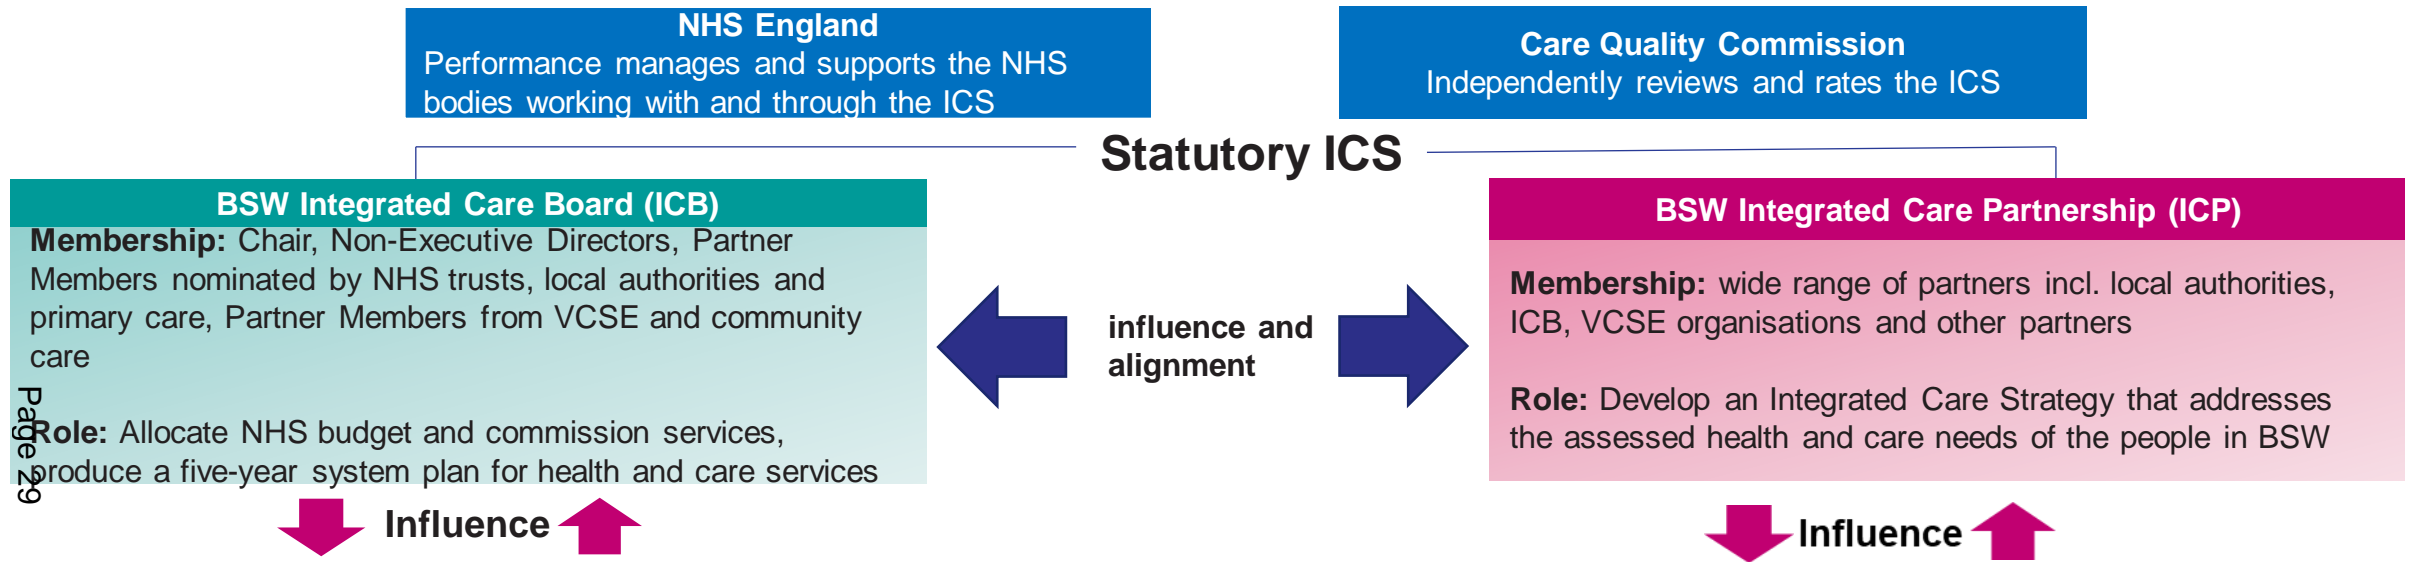 NHS England
Performance manages and supports the NHS
bodies working with and through the ICS
Care Quality Commission
Independently reviews and rates the ICS
Statutory ICS
BSW Integrated Care Board (ICB)
Membership: Chair, Non-Executive Directors, Partner
Members nominated by NHS trusts, local authorities and
primary care, Partner Members from VCSE and community
care
Role: Allocate NHS budget and commission services,
produce a five-year system plan for health and care services
Page 29
influence and
alignment
BSW Integrated Care Partnership (ICP)
Membership: wide range of partners incl. local authorities,
ICB, VCSE organisations and other partners
Role: Develop an Integrated Care Strategy that addresses
the assessed health and care needs of the people in BSW
Influence
Influence